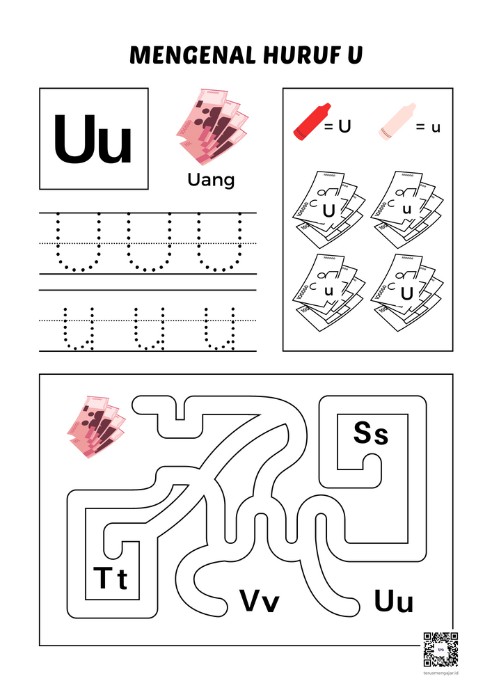 MENGENAL HURUF U
Uu
Uang
= U
= u
U
u
u
U
U U U
u u u
Ss
Tt
Vv
Uu